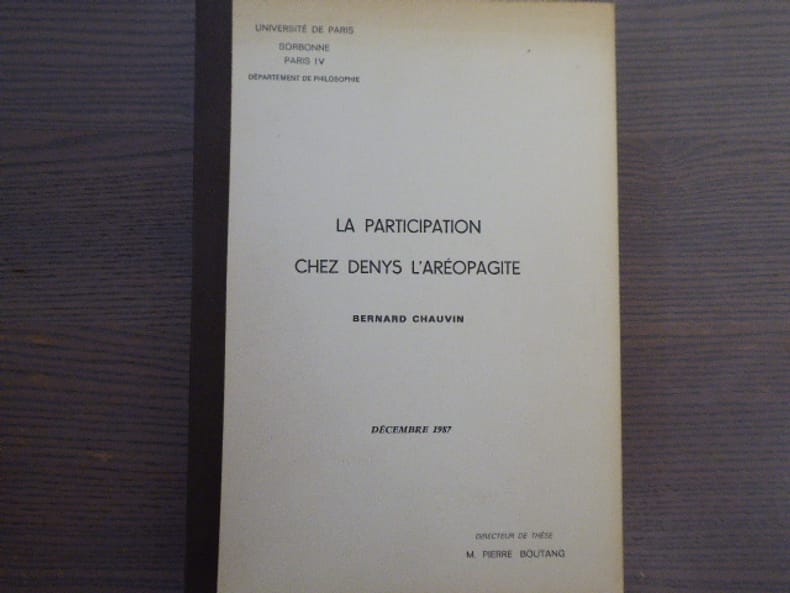 UNIVERSITÉ DE PARIS
SORBONNE
PARIS IV
DÉPARTEMENT DE PHILOSOPHIE
LA PARTICIPATION
CHEZ DENYS L'ARÉOPAGITE
BERNARD CHAUVIN
DÉCEMBRE 1987
DIRECTEUR DE THÈSE
M. PIERRE BOUTANG